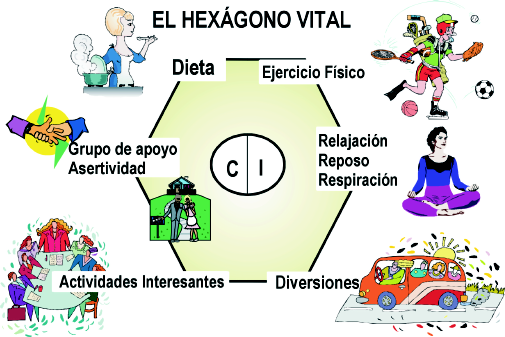 EL HEXÁGONO VITAL
Dieta
Ejercicio Físico
Grupo de apoyo
Asertividad
C I
Relajación
Reposo
Respiración
Actividades Interesantes
Diversiones